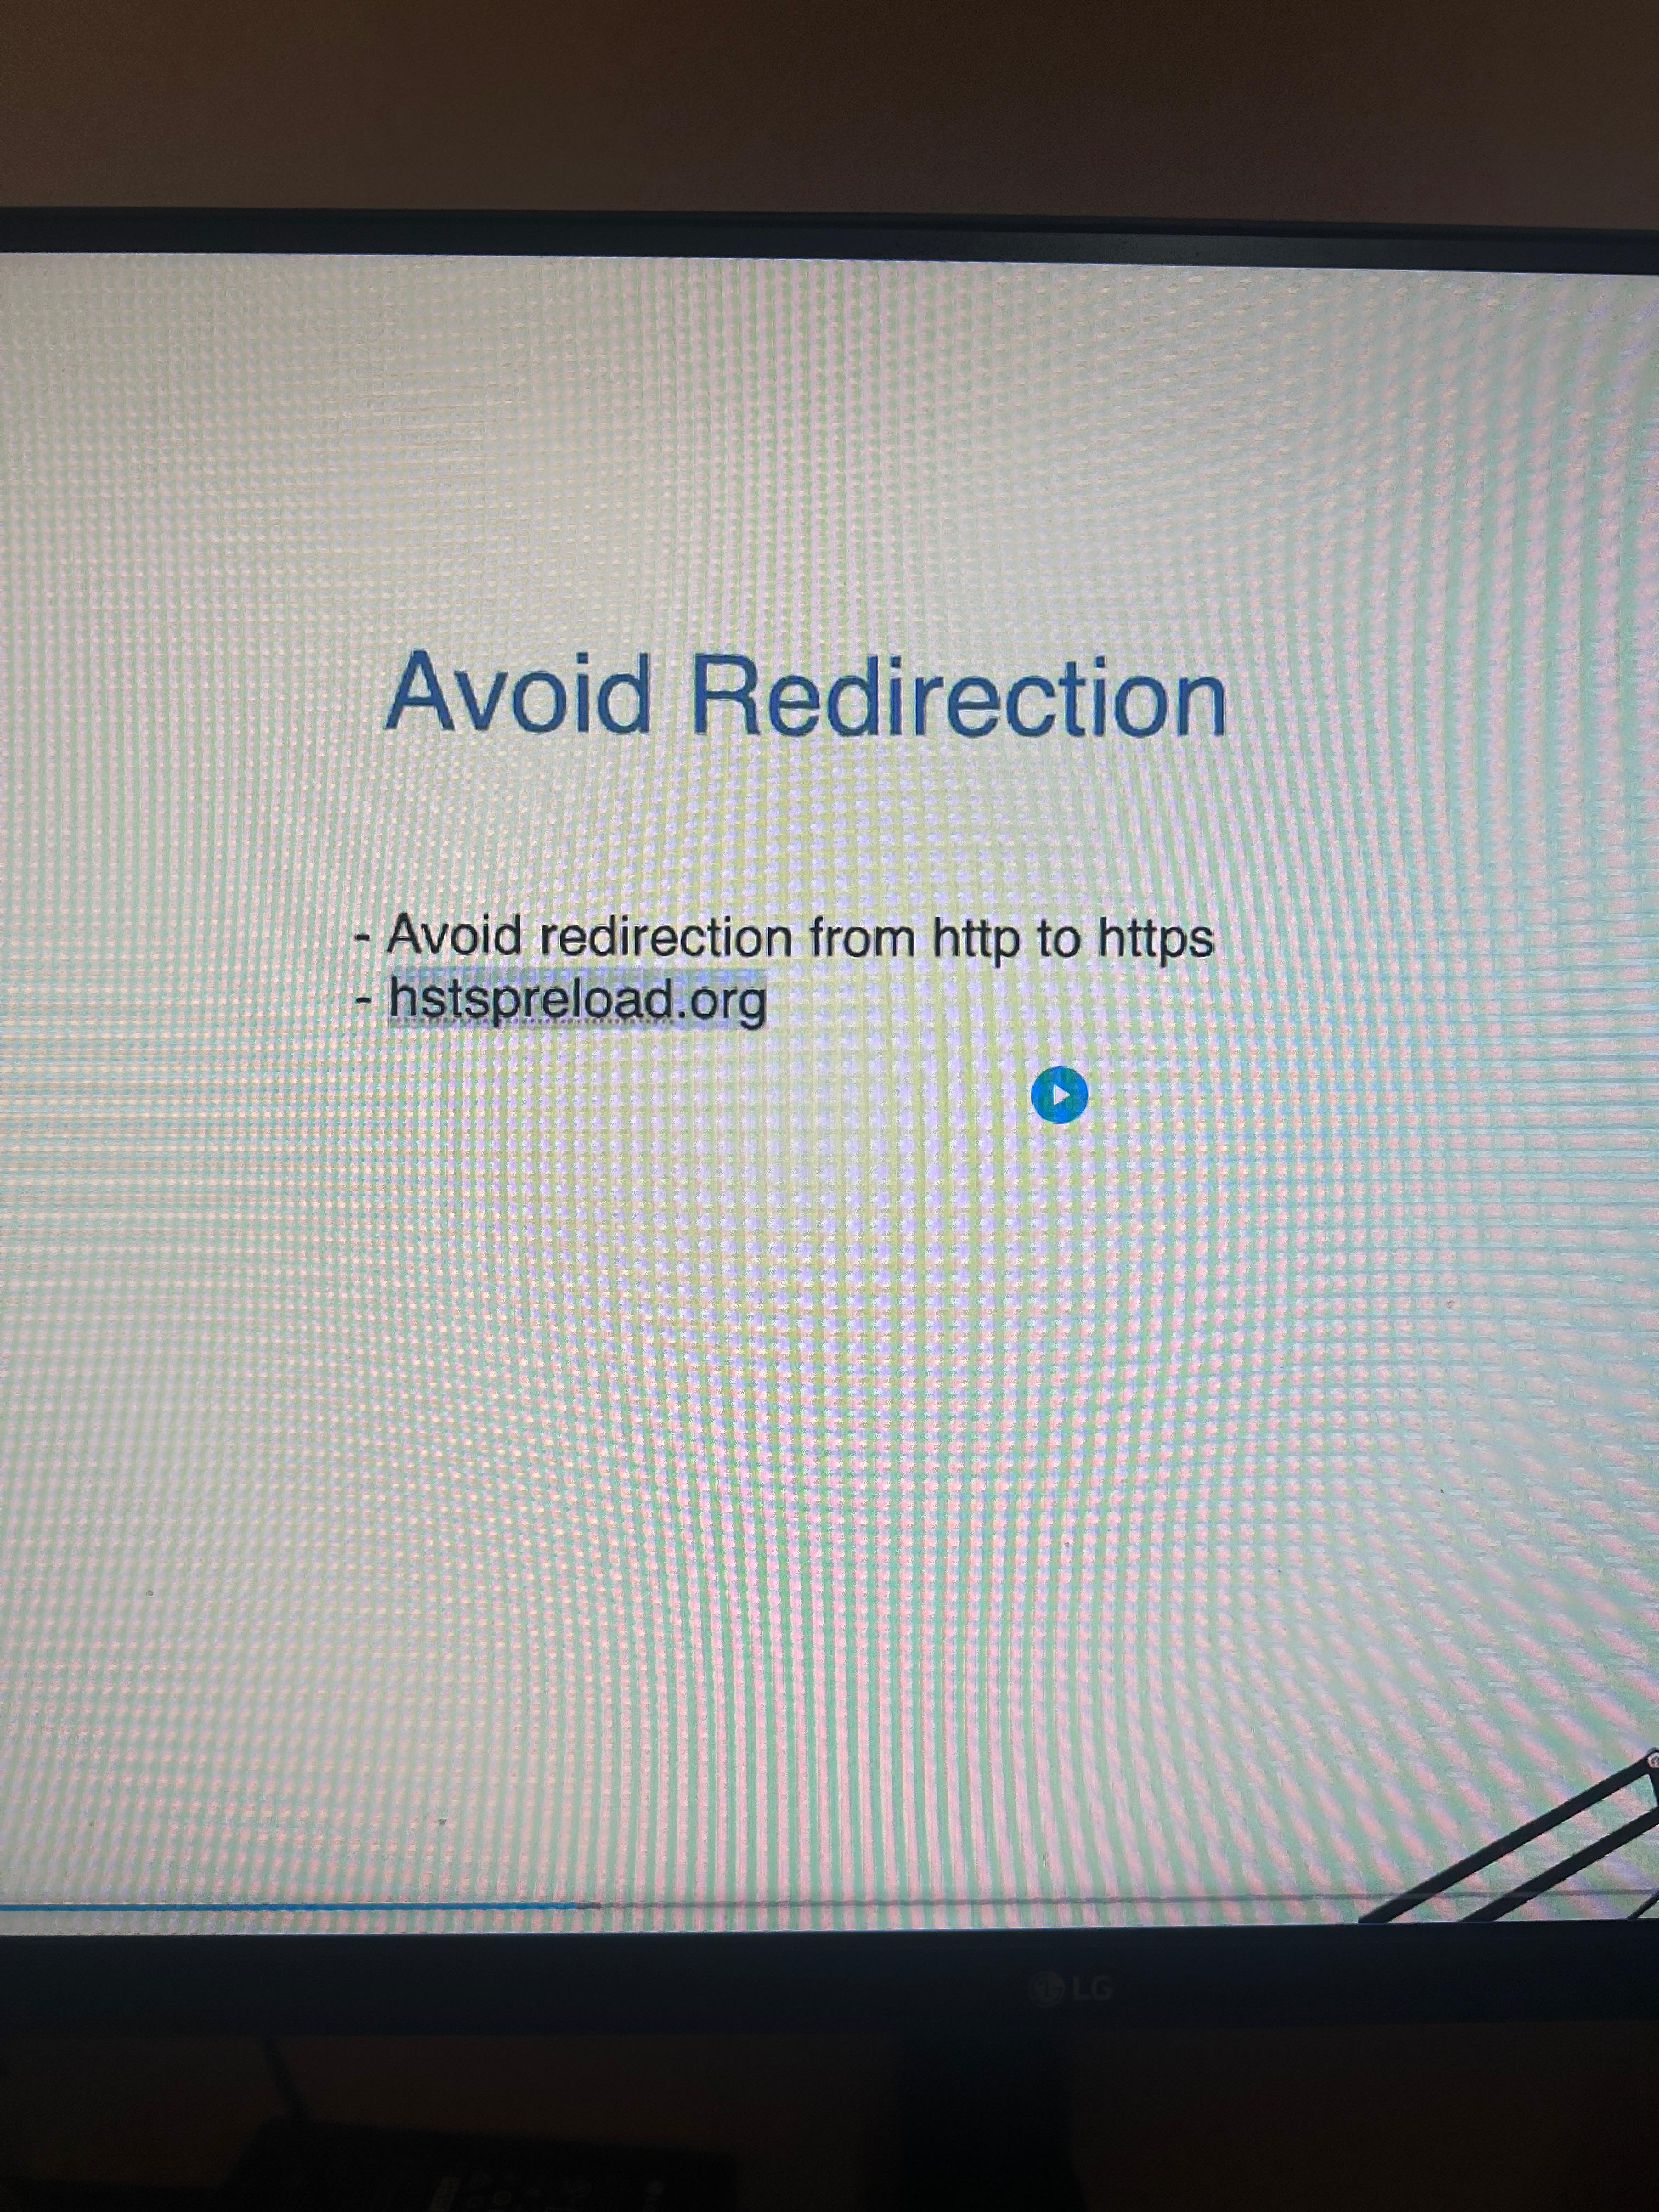 Avoid Redirection
- Avoid redirection from http to https
- hstspreload.org
LG